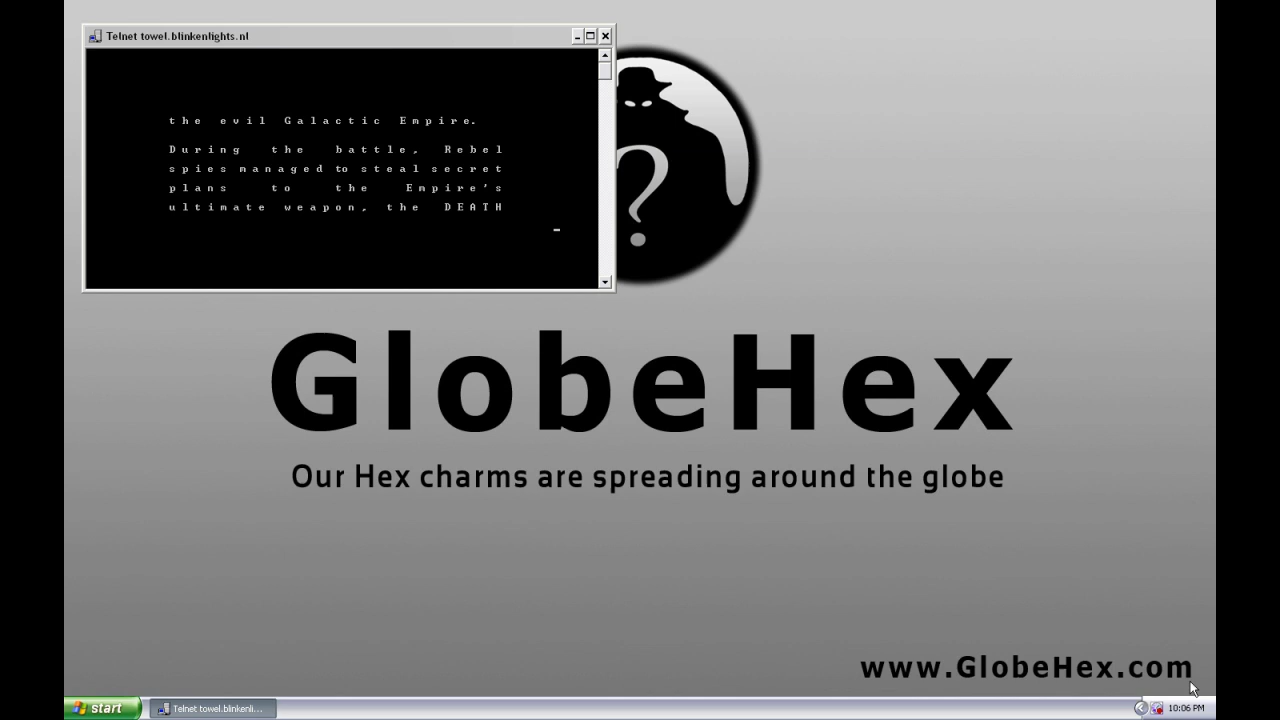 Telnet towel.blinkenlights.nl
the evil Galactic Empire.
During the battle, Rebel
spies managed to steal secret
plans to the Empire's
ultimate weapon, the DEATH
?
GlobeHex
Our Hex charms are spreading around the globe
www.GlobeHex.com
start
Telnet towel.blinkenli...
10:06 PM